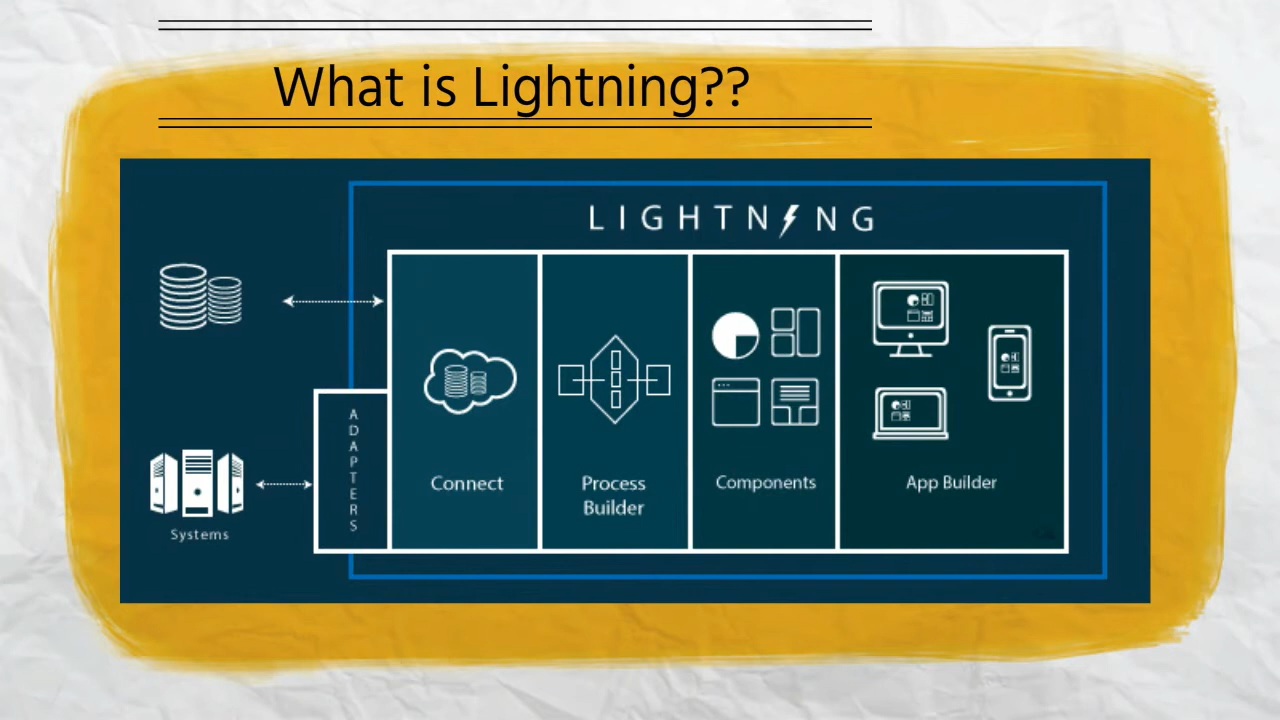 What is Lightning??
LIGHTNING
ADAPTERS
Connect
Process
Builder
Components
App Builder
Systems